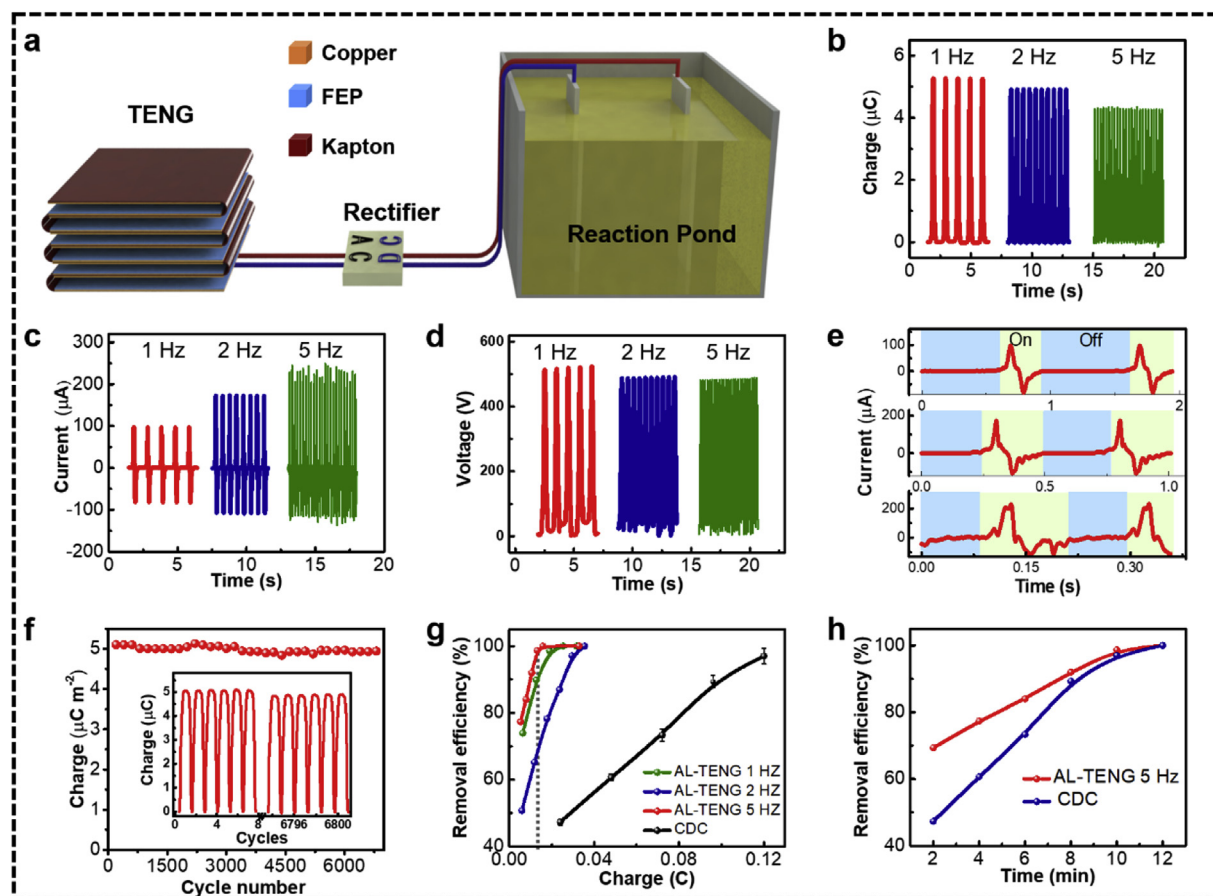 a
Copper
FEP
Kapton
TENG
Rectifier
A C
D C
Reaction Pond
b
1 Hz 2 Hz 5 Hz
Charge (μC)
6
4
2
0
0 5 10 15 20
Time (s)
c
1 Hz 2 Hz 5 Hz
Current (μA)
300
200
100
0
-100
-200
0 5 10 15 20
Time (s)
d
1 Hz 2 Hz 5 Hz
Voltage (V)
600
400
200
0
0 5 10 15 20
Time (s)
e
On Off
Current (μA)
100
0
0 1 2
100
0
0.0 0.5 1.0
200
0
0.00 0.15 0.30
Time (s)
f
Charge (μC m⁻²)
5
4
3
2
1
0
0 1500 3000 4500 6000
Cycle number
Charge (μC)
5
4
3
2
1
0
0 4 8 6796 6800
Cycles
g
Removal efficiency (%)
100
80
60
40
AL-TENG 1 HZ
AL-TENG 2 HZ
AL-TENG 5 HZ
CDC
0.00 0.04 0.08 0.12
Charge (C)
h
Removal efficiency (%)
100
80
60
40
AL-TENG 5 Hz
CDC
2 4 6 8 10 12
Time (min)